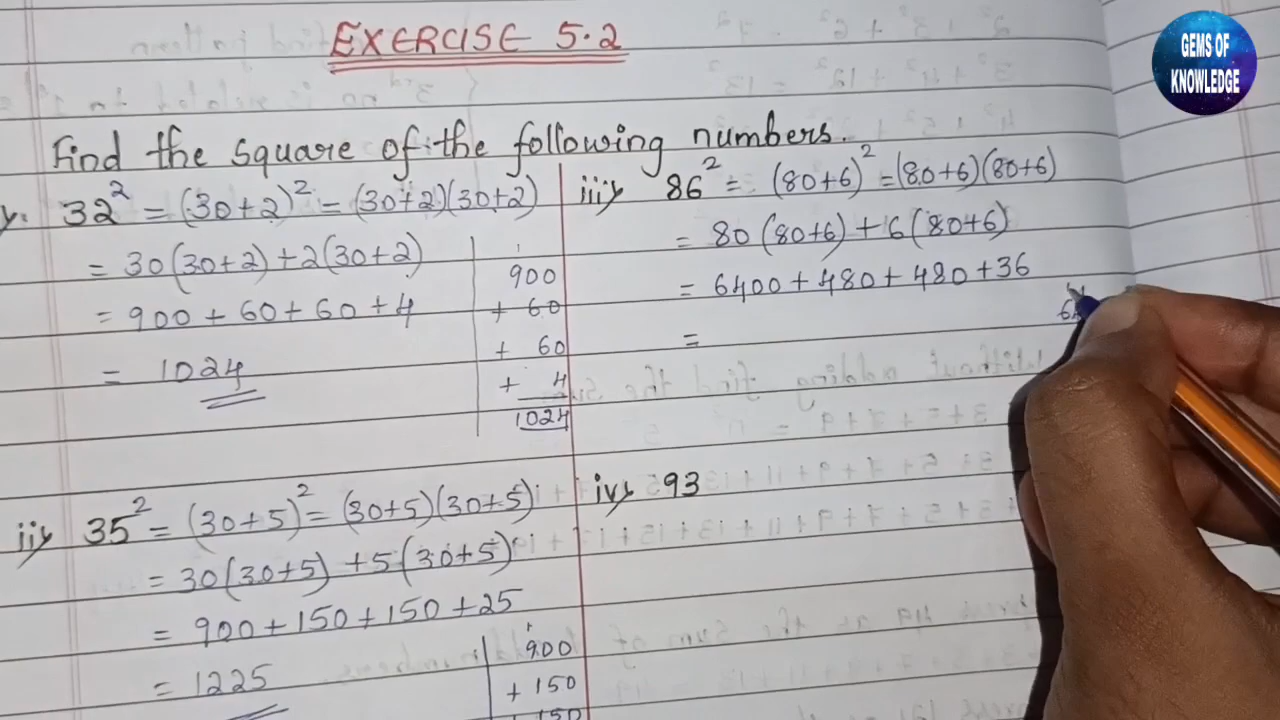 EXERCISE 5.2
GEMS OF
KNOWLEDGE
Find the square of the following numbers.
32² = (30+2)² = (30+2)(30+2)
= 30(30+2)+2(30+2)
= 900 + 60 + 60 + 4
= 1024
900
+ 60
+ 60
+ 4
1024
ii) 35² = (30+5)² = (30+5)(30+5)
= 30(30+5) +5(30+5)
= 900 + 150 + 150 + 25
= 1225
900
+ 150
150
iii) 86² = (80+6)² = (80+6)(80+6)
= 80(80+6) + 6(80+6)
= 6400 + 480 + 480 + 36
=
iv) 93